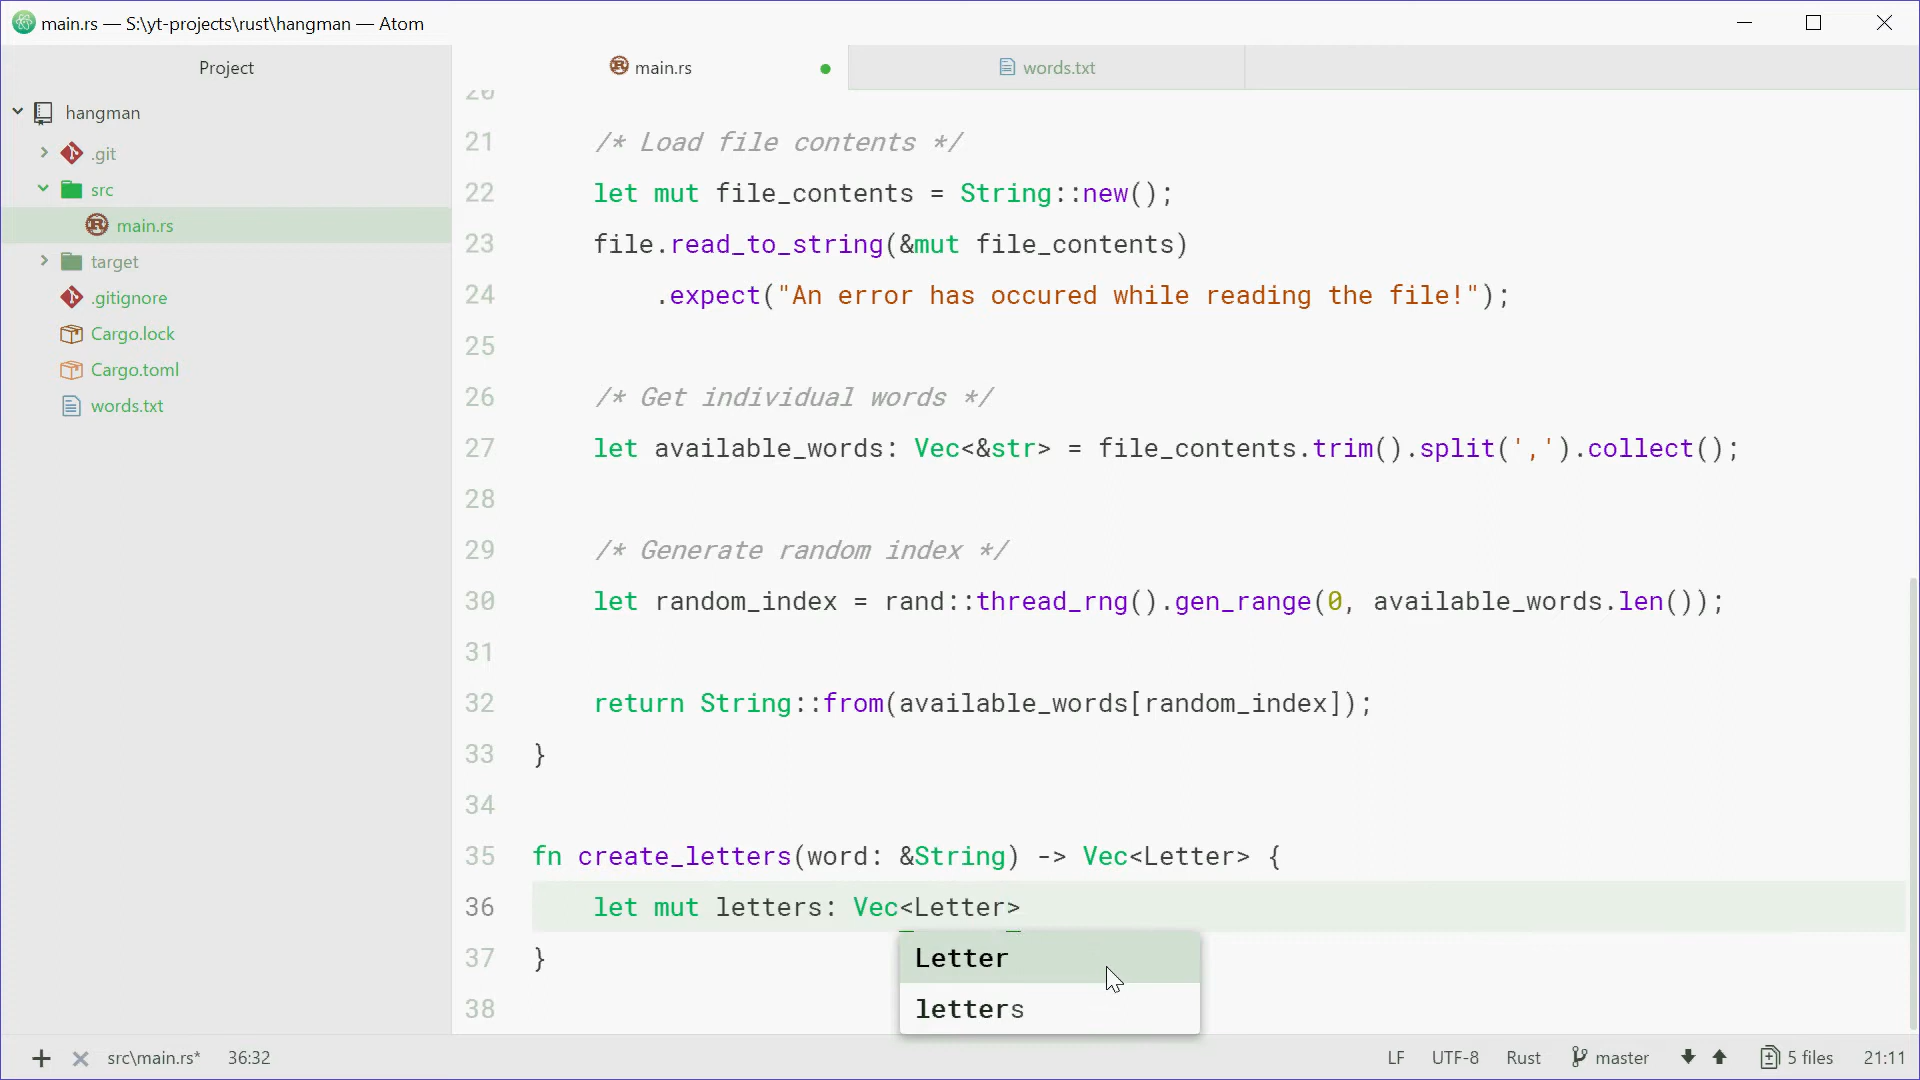 main.rs — S:\yt-projects\rust\hangman — Atom
Project
main.rs
words.txt
hangman
.git
src
main.rs
target
.gitignore
Cargo.lock
Cargo.toml
words.txt
20
21 /* Load file contents */
22 let mut file_contents = String::new();
23 file.read_to_string(&mut file_contents)
24 .expect("An error has occured while reading the file!");
25
26 /* Get individual words */
27 let available_words: Vec<&str> = file_contents.trim().split(',').collect();
28
29 /* Generate random index */
30 let random_index = rand::thread_rng().gen_range(0, available_words.len());
31
32 return String::from(available_words[random_index]);
33 }
34
35 fn create_letters(word: &String) -> Vec<Letter> {
36 let mut letters: Vec<Letter>
37 }
38
Letter
letters
src\main.rs* 36:32
LF UTF-8 Rust master 5 files 21:11